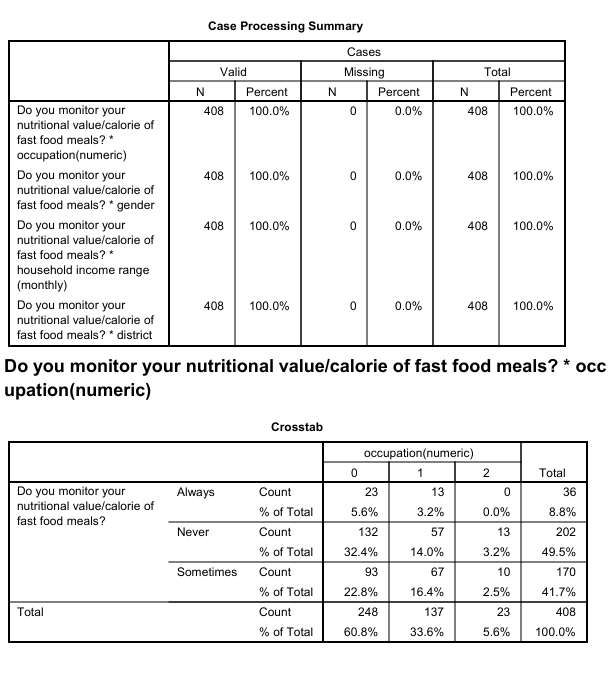 Case Processing Summary
Cases
Valid Missing Total
N Percent N Percent N Percent
Do you monitor your 408 100.0% 0 0.0% 408 100.0%
nutritional value/calorie of
fast food meals? *
occupation(numeric)
Do you monitor your 408 100.0% 0 0.0% 408 100.0%
nutritional value/calorie of
fast food meals? * gender
Do you monitor your 408 100.0% 0 0.0% 408 100.0%
nutritional value/calorie of
fast food meals? *
household income range
(monthly)
Do you monitor your 408 100.0% 0 0.0% 408 100.0%
nutritional value/calorie of
fast food meals? * district
Do you monitor your nutritional value/calorie of fast food meals? * occ
upation(numeric)
Crosstab
occupation(numeric)
0 1 2 Total
Do you monitor your Always Count 23 13 0 36
nutritional value/calorie of % of Total 5.6% 3.2% 0.0% 8.8%
fast food meals?
Never Count 132 57 13 202
% of Total 32.4% 14.0% 3.2% 49.5%
Sometimes Count 93 67 10 170
% of Total 22.8% 16.4% 2.5% 41.7%
Total Count 248 137 23 408
% of Total 60.8% 33.6% 5.6% 100.0%